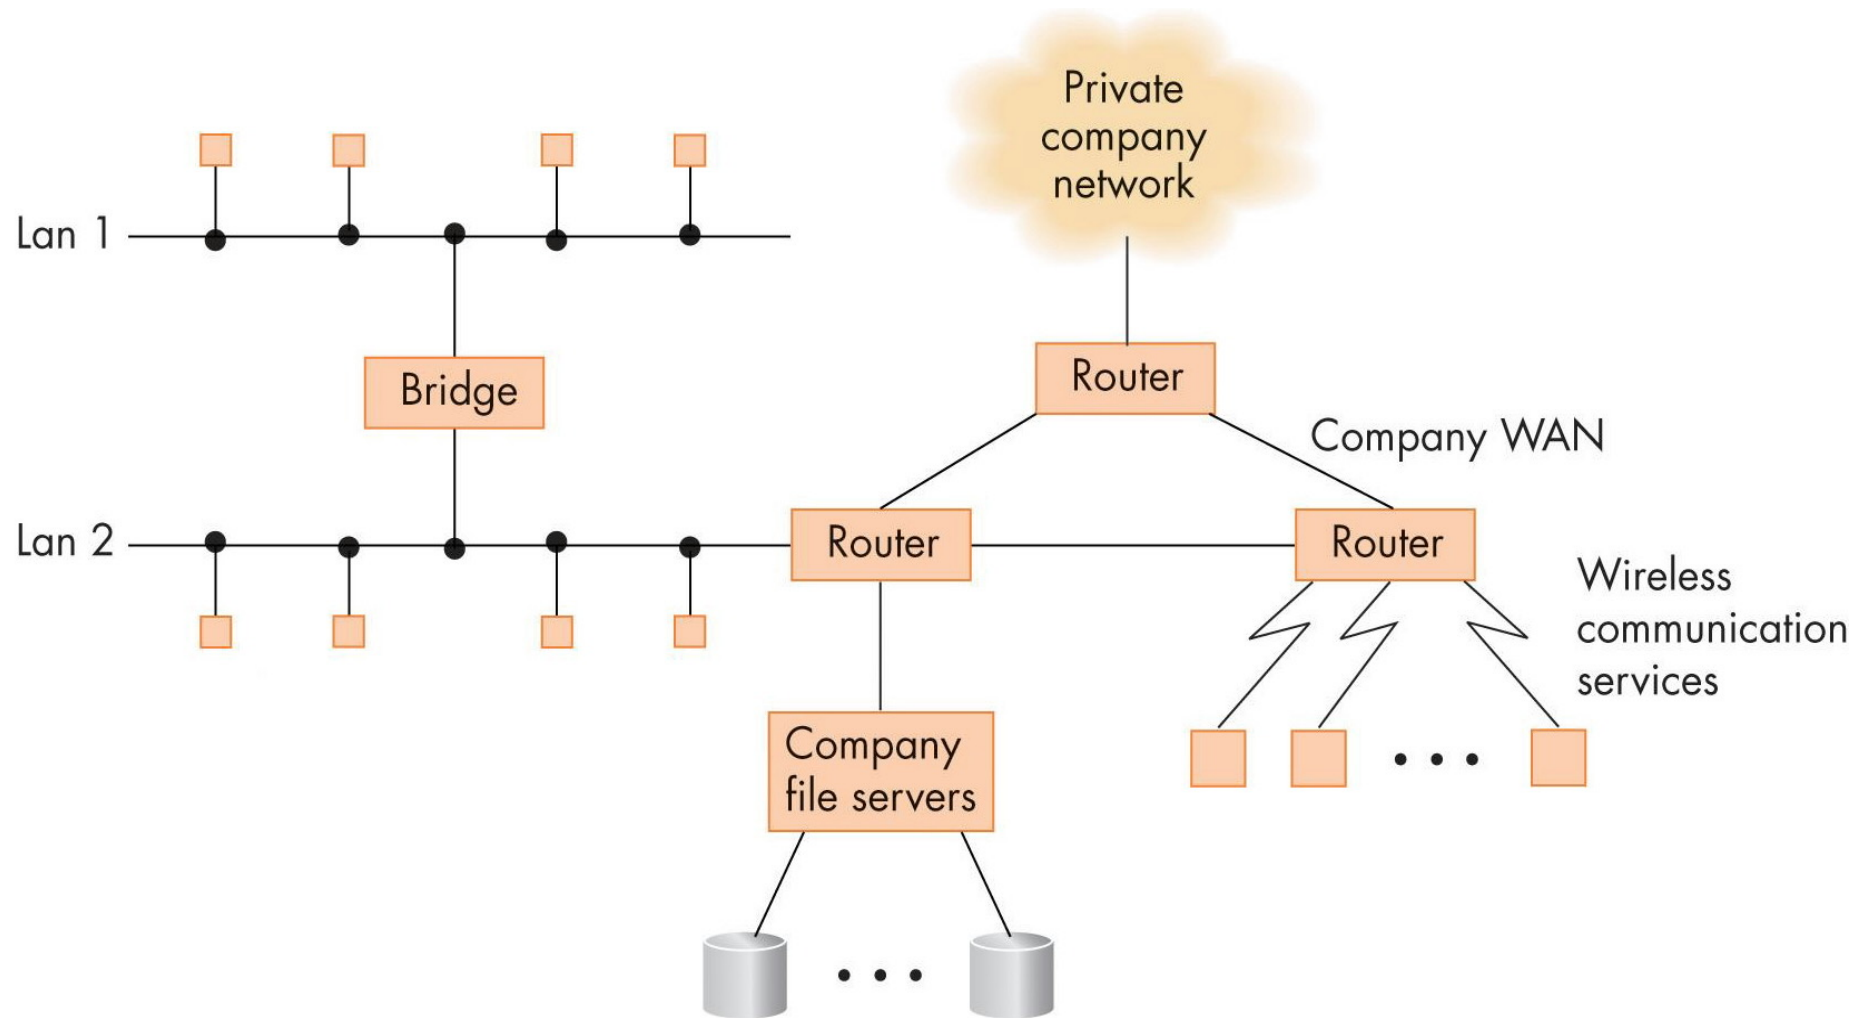 Private
company
network
Lan 1
Router
Bridge
Company WAN
Lan 2
Router
Router
Wireless
communication
services
Company
file servers